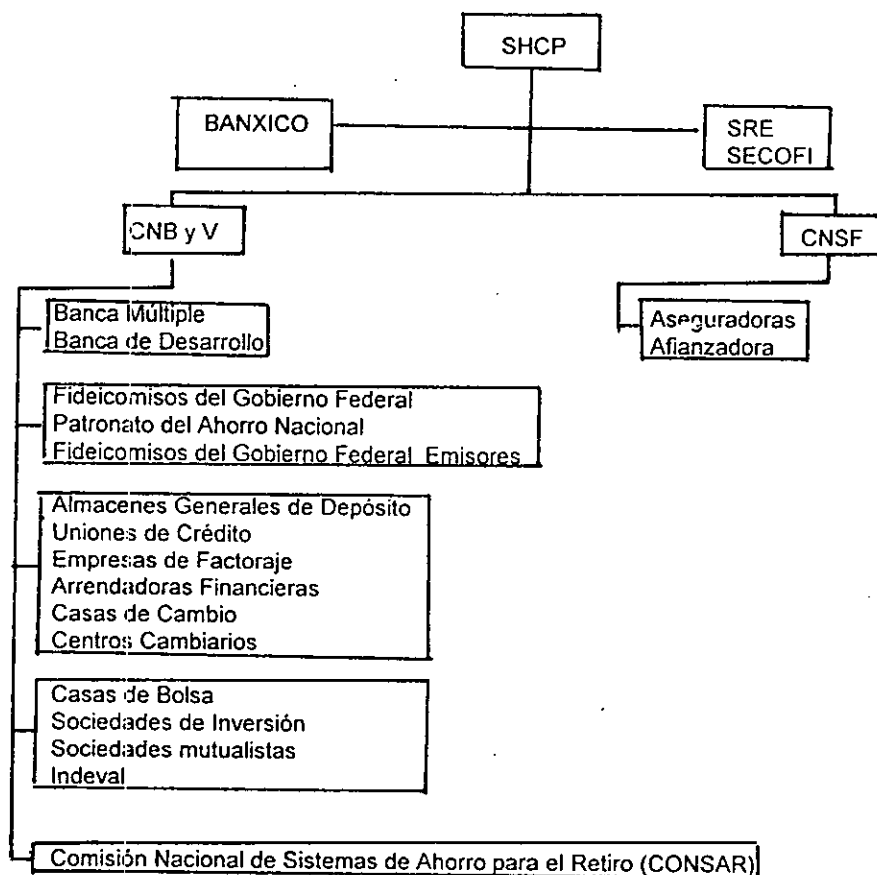 SHCP
BANXICO
SRE
SECOFI
CNB y V
CNSF
Banca Múltiple
Banca de Desarrollo
Aseguradoras
Afianzadora
Fideicomisos del Gobierno Federal
Patronato del Ahorro Nacional
Fideicomisos del Gobierno Federal Emisores
Almacenes Generales de Depósito
Uniones de Crédito
Empresas de Factoraje
Arrendadoras Financieras
Casas de Cambio
Centros Cambiarios
Casas de Bolsa
Sociedades de Inversión
Sociedades mutualistas
Indeval
Comisión Nacional de Sistemas de Ahorro para el Retiro (CONSAR)